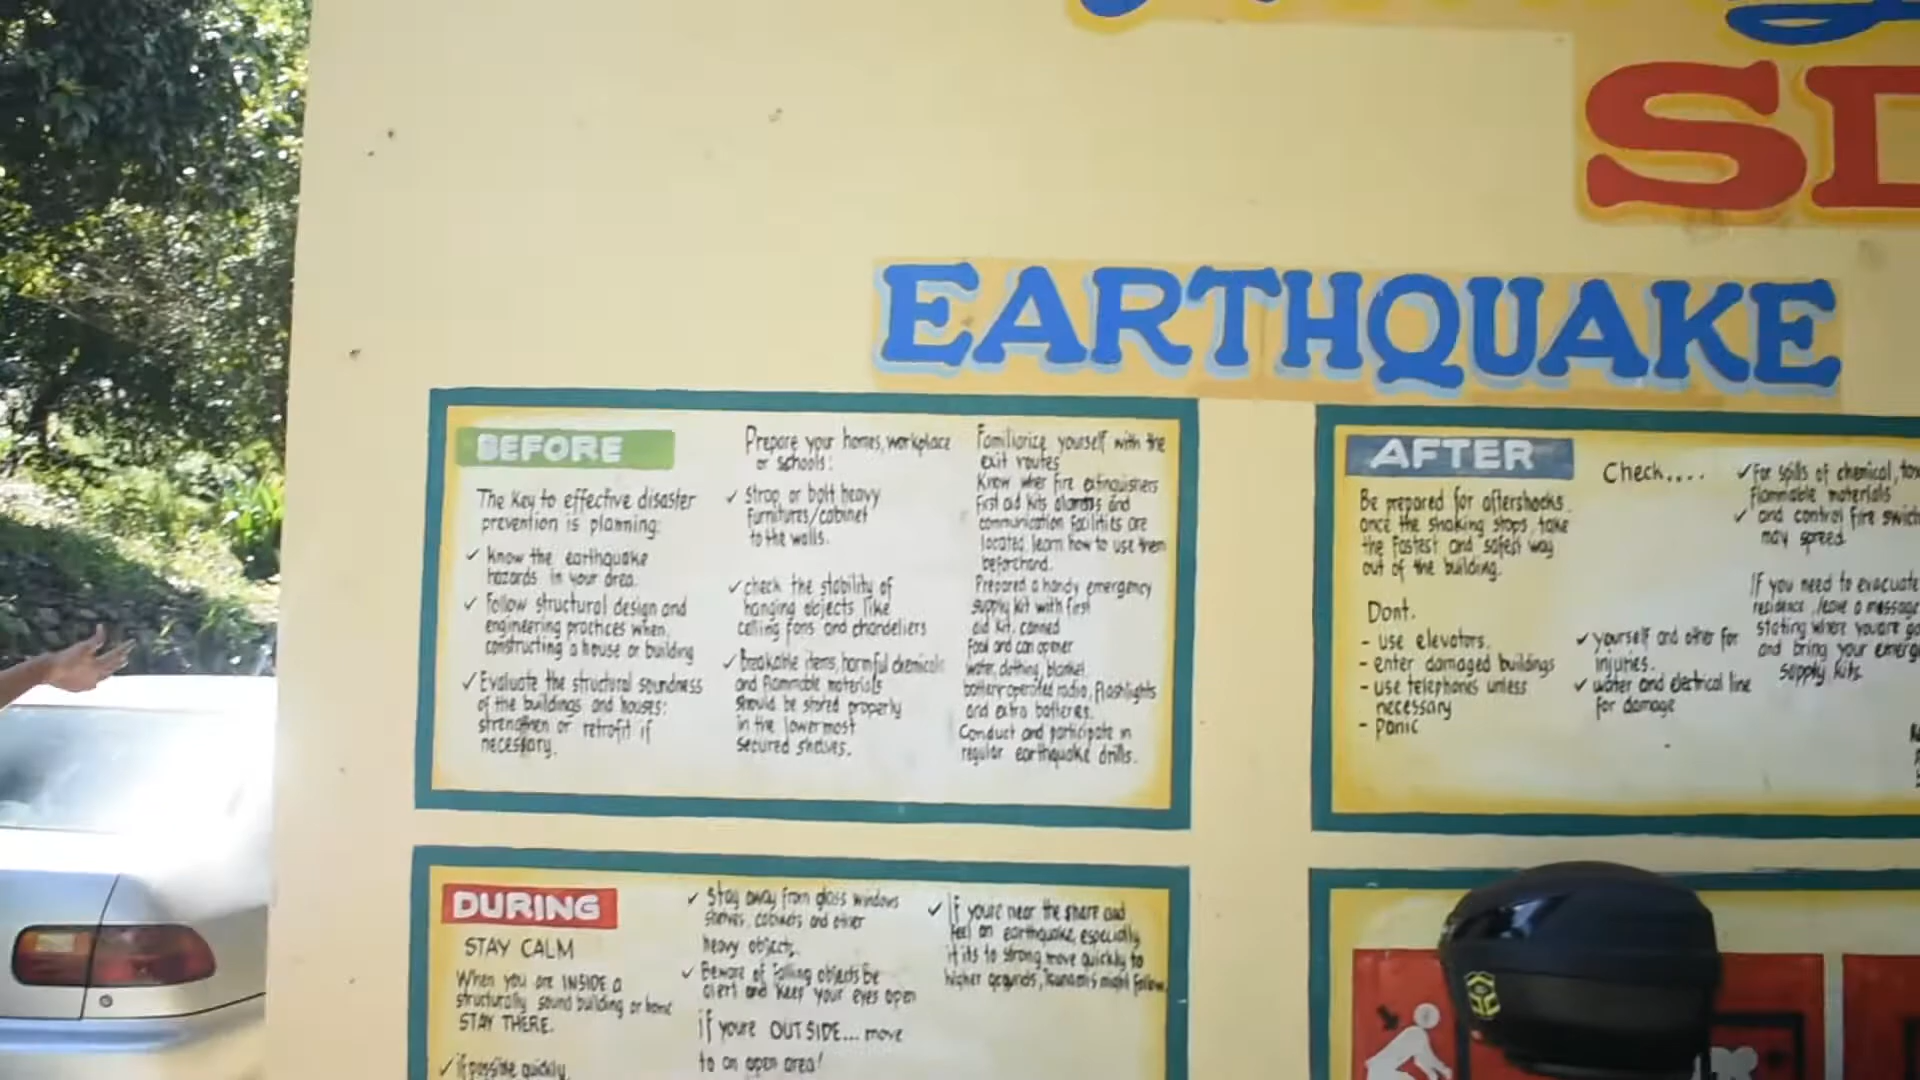 SD
EARTHQUAKE
BEFORE
The key to effective disaster
prevention is planning:
✓ Know the earthquake
hazards in your area.
✓ Follow structural design and
engineering practices when
constructing a house or building
✓ Evaluate the structural soundness
of the buildings and houses:
strengthen or retrofit if
necessary.
Prepare your homes, workplace
or schools:
✓ Strap or bolt heavy
furnitures/cabinet
to the walls.
✓ check the stability of
hanging objects like
ceiling fans and chandeliers
✓ Breakable items, harmful chemicals
and flammable materials
should be stored properly
in the lowermost
secured shelves.
Familiarize yourself with the
exit routes
Know wher fire extinguishers
First aid kits alarms and
communication facilities are
located, learn how to use them
beforehand.
Prepared a handy emergency
supply kit with first
aid kit, canned
food and can opener
water, clothing, blanket,
battery operated radio, flashlights
and extra batteries.
Conduct and participate in
regular earthquake drills.
AFTER
Be prepared for aftershocks.
once the shaking stops, take
the fastest and safest way
out of the building.
Dont.
- use elevators.
- enter damaged buildings
- use telephones unless
necessary
- panic
Check....
✓ yourself and other for
injuries.
✓ water and electrical line
for damage
✓ For spills of chemical,
flammable materials
✓ and control fire
may spread
If you need to evacuate
residence, leave a message
stating where you are
and bring your
supply kits.
DURING
STAY CALM
When you are INSIDE a
structurally sound building or home
STAY THERE.
✓ if possible quickly,
✓ Stay away from glass windows
shelves, cabinets and other
heavy objects.
✓ Beware of falling objects Be
alert and keep your eyes open
if youre OUTSIDE... move
to an open area!
✓ If youre near the shore and
feel an earthquake, especially
if its to strong, move quickly to
higher grounds, Tsunamis might follow.